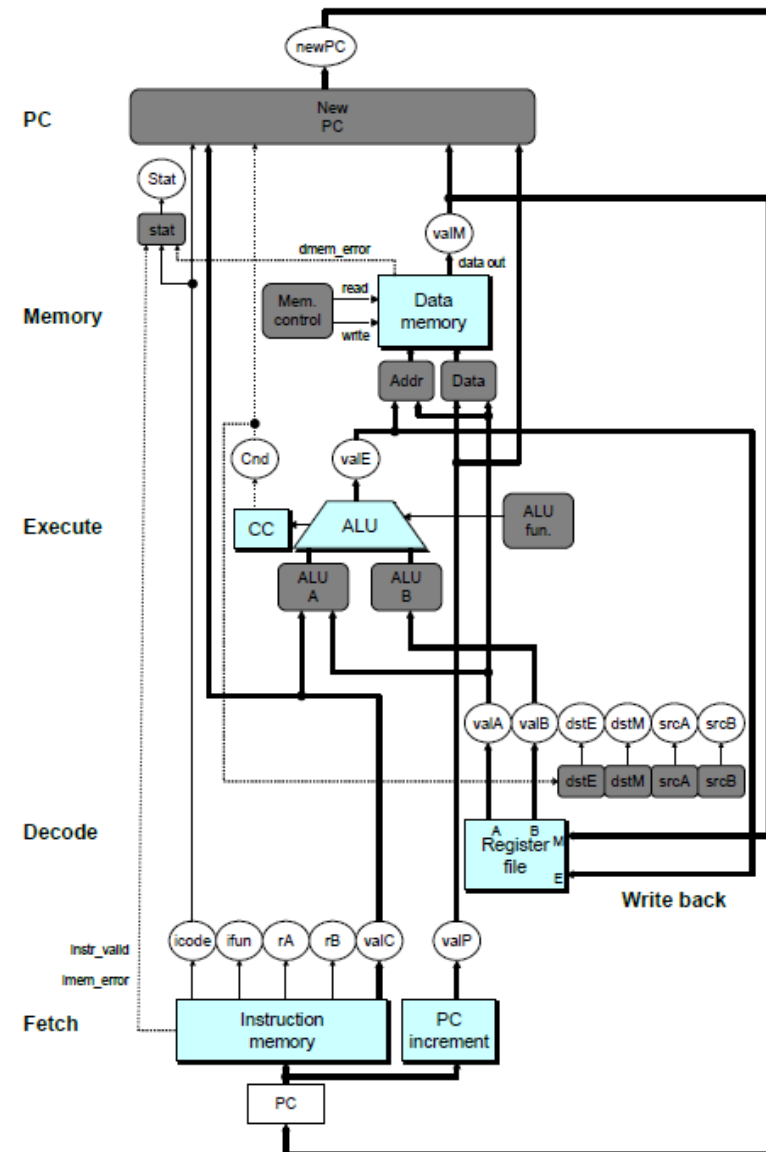 newPC
New
PC
PC
Stat
stat
valM
data out
dmem_error
read
Mem.
control
write
Data
memory
Memory
Addr
Data
Cnd
valE
CC
ALU
ALU
fun.
Execute
ALU
A
ALU
B
valA
valB
dstE
dstM
srcA
srcB
dstE
dstM
srcA
srcB
Decode
A
B
M
Register
file
E
Write back
icode
ifun
rA
rB
valC
valP
Instr_valid
Imem_error
Fetch
Instruction
memory
PC
increment
PC